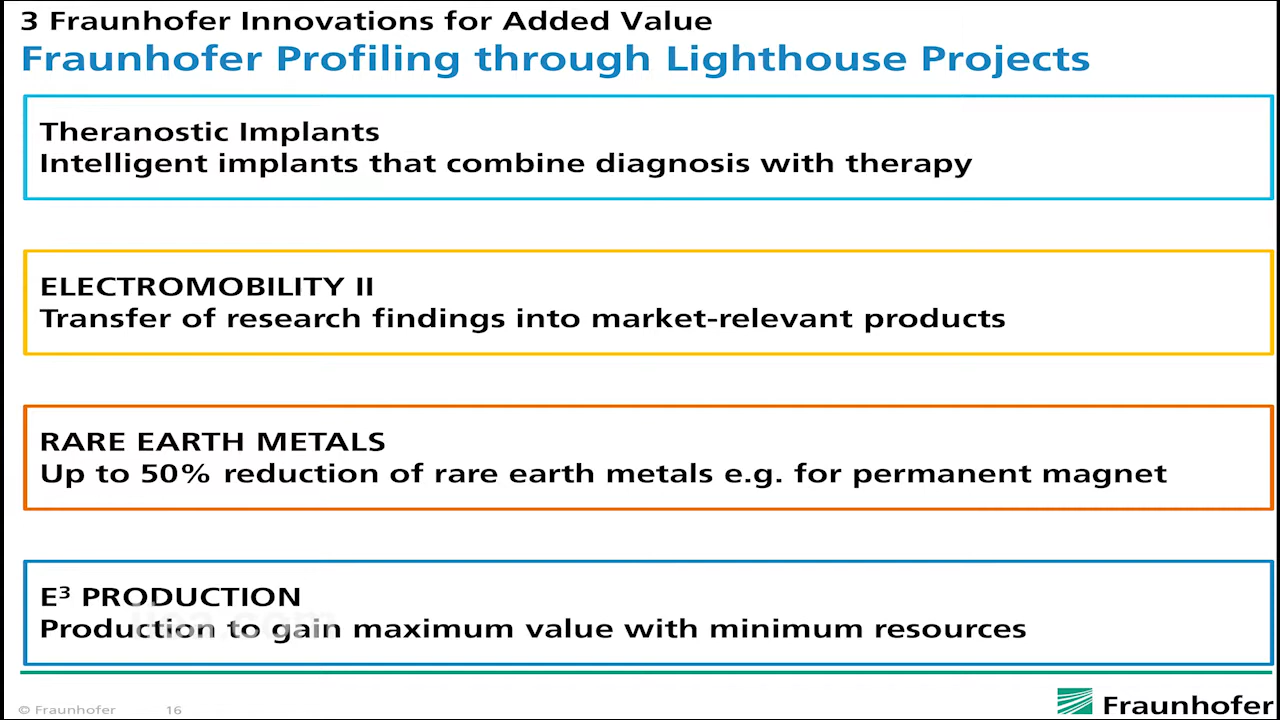 3 Fraunhofer Innovations for Added Value
Fraunhofer Profiling through Lighthouse Projects
Theranostic Implants
Intelligent implants that combine diagnosis with therapy
ELECTROMOBILITY II
Transfer of research findings into market-relevant products
RARE EARTH METALS
Up to 50% reduction of rare earth metals e.g. for permanent magnet
E³ PRODUCTION
Production to gain maximum value with minimum resources
© Fraunhofer 16
Fraunhofer